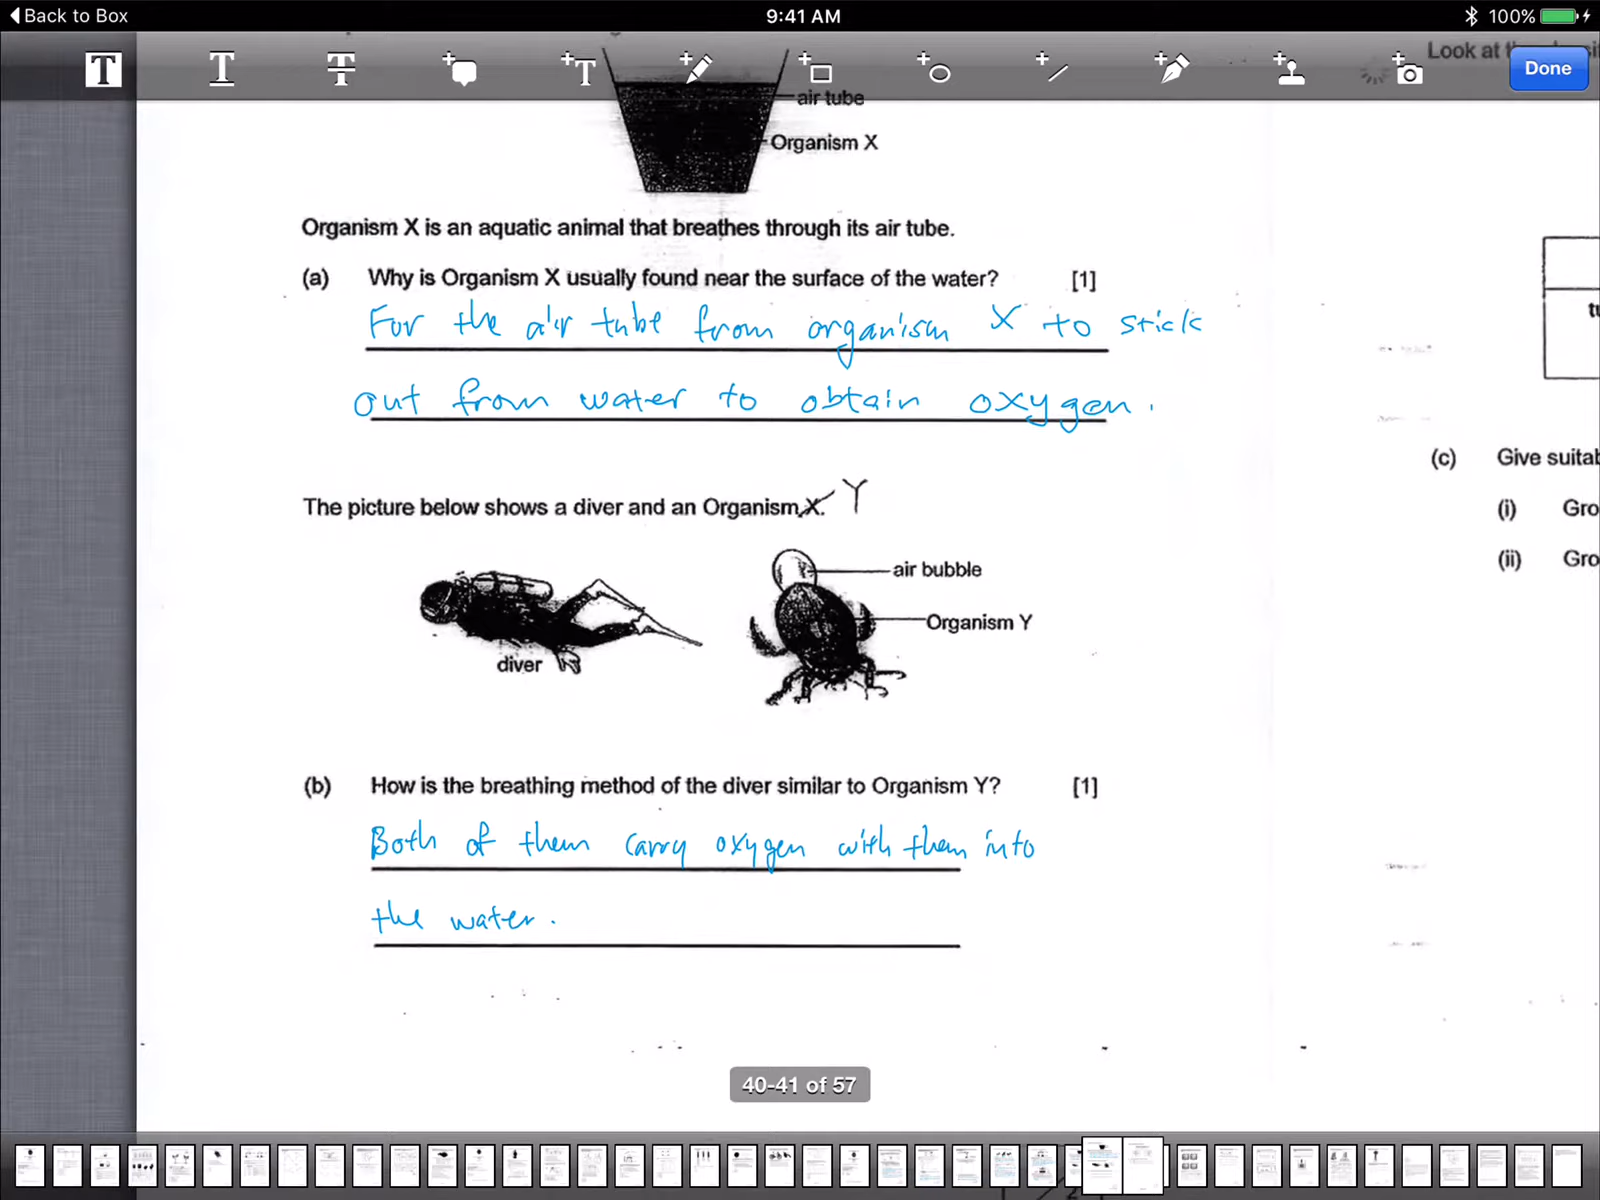 Back to Box
9:41 AM
100%
Look at
Done
air tube
Organism X
Organism X is an aquatic animal that breathes through its air tube.
(a) Why is Organism X usually found near the surface of the water? [1]
For the air tube from organism X to stick
out from water to obtain oxygen.
The picture below shows a diver and an Organism X. Y
air bubble
Organism Y
diver
(b) How is the breathing method of the diver similar to Organism Y? [1]
Both of them carry oxygen with them into
the water.
(c) Give suitab
(i) Gro
(ii) Gro
40-41 of 57